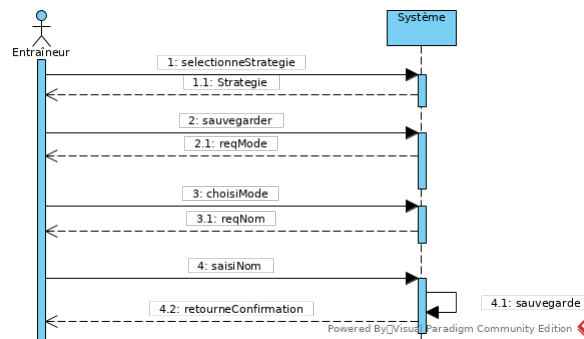 Système
Entraîneur
1: selectionneStrategie
1.1: Strategie
2: sauvegarder
2.1: reqMode
3: choisiMode
3.1: reqNom
4: saisiNom
4.1: sauvegarde
4.2: retourneConfirmation
Powered By Visual Paradigm Community Edition